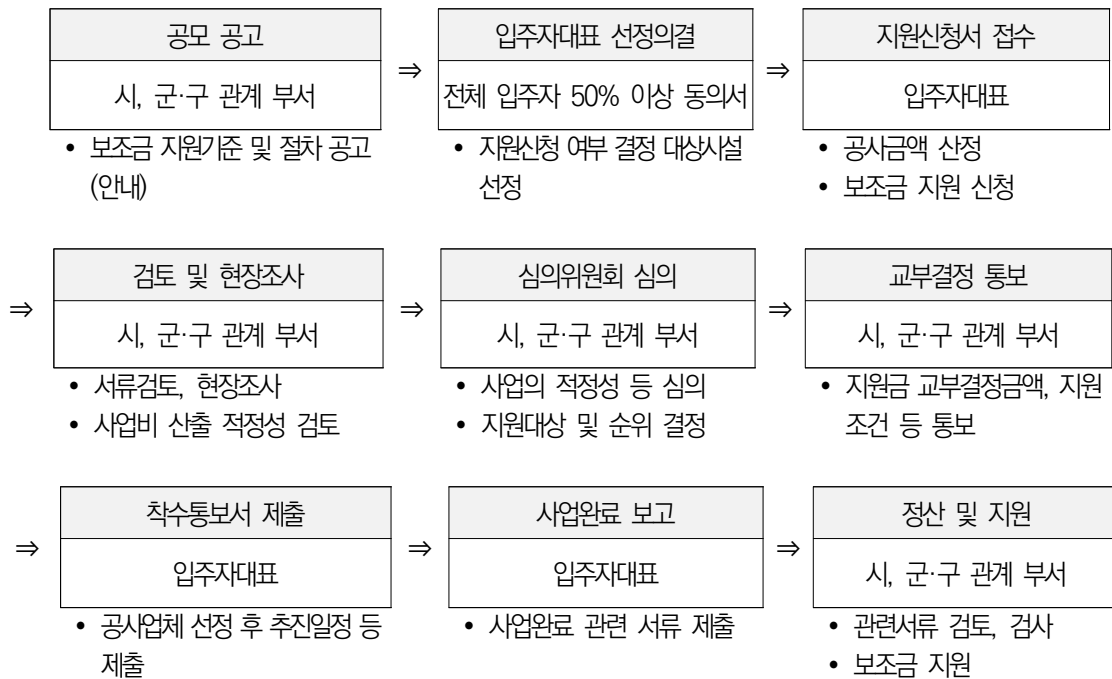 공모 공고
시, 군·구 관계 부서
• 보조금 지원기준 및 절차 공고
(안내)
⇒
입주자대표 선정의결
전체 입주자 50% 이상 동의서
• 지원신청 여부 결정 대상시설
선정
⇒
지원신청서 접수
입주자대표
• 공사금액 산정
• 보조금 지원 신청
⇒
검토 및 현장조사
시, 군·구 관계 부서
• 서류검토, 현장조사
• 사업비 산출 적정성 검토
⇒
심의위원회 심의
시, 군·구 관계 부서
• 사업의 적정성 등 심의
• 지원대상 및 순위 결정
⇒
교부결정 통보
시, 군·구 관계 부서
• 지원금 교부결정금액, 지원
조건 등 통보
⇒
착수통보서 제출
입주자대표
• 공사업체 선정 후 추진일정 등
제출
⇒
사업완료 보고
입주자대표
• 사업완료 관련 서류 제출
⇒
정산 및 지원
시, 군·구 관계 부서
• 관련서류 검토, 검사
• 보조금 지원